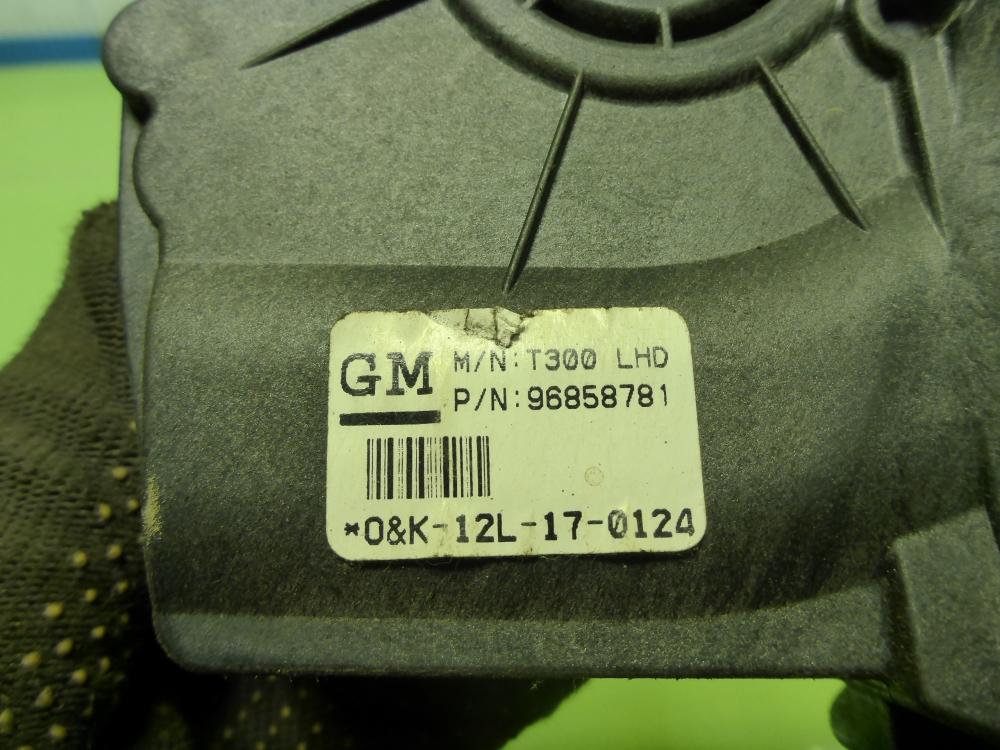 GM
M/N:T300 LHD
P/N:96858781
*O&K-12L-17-0124